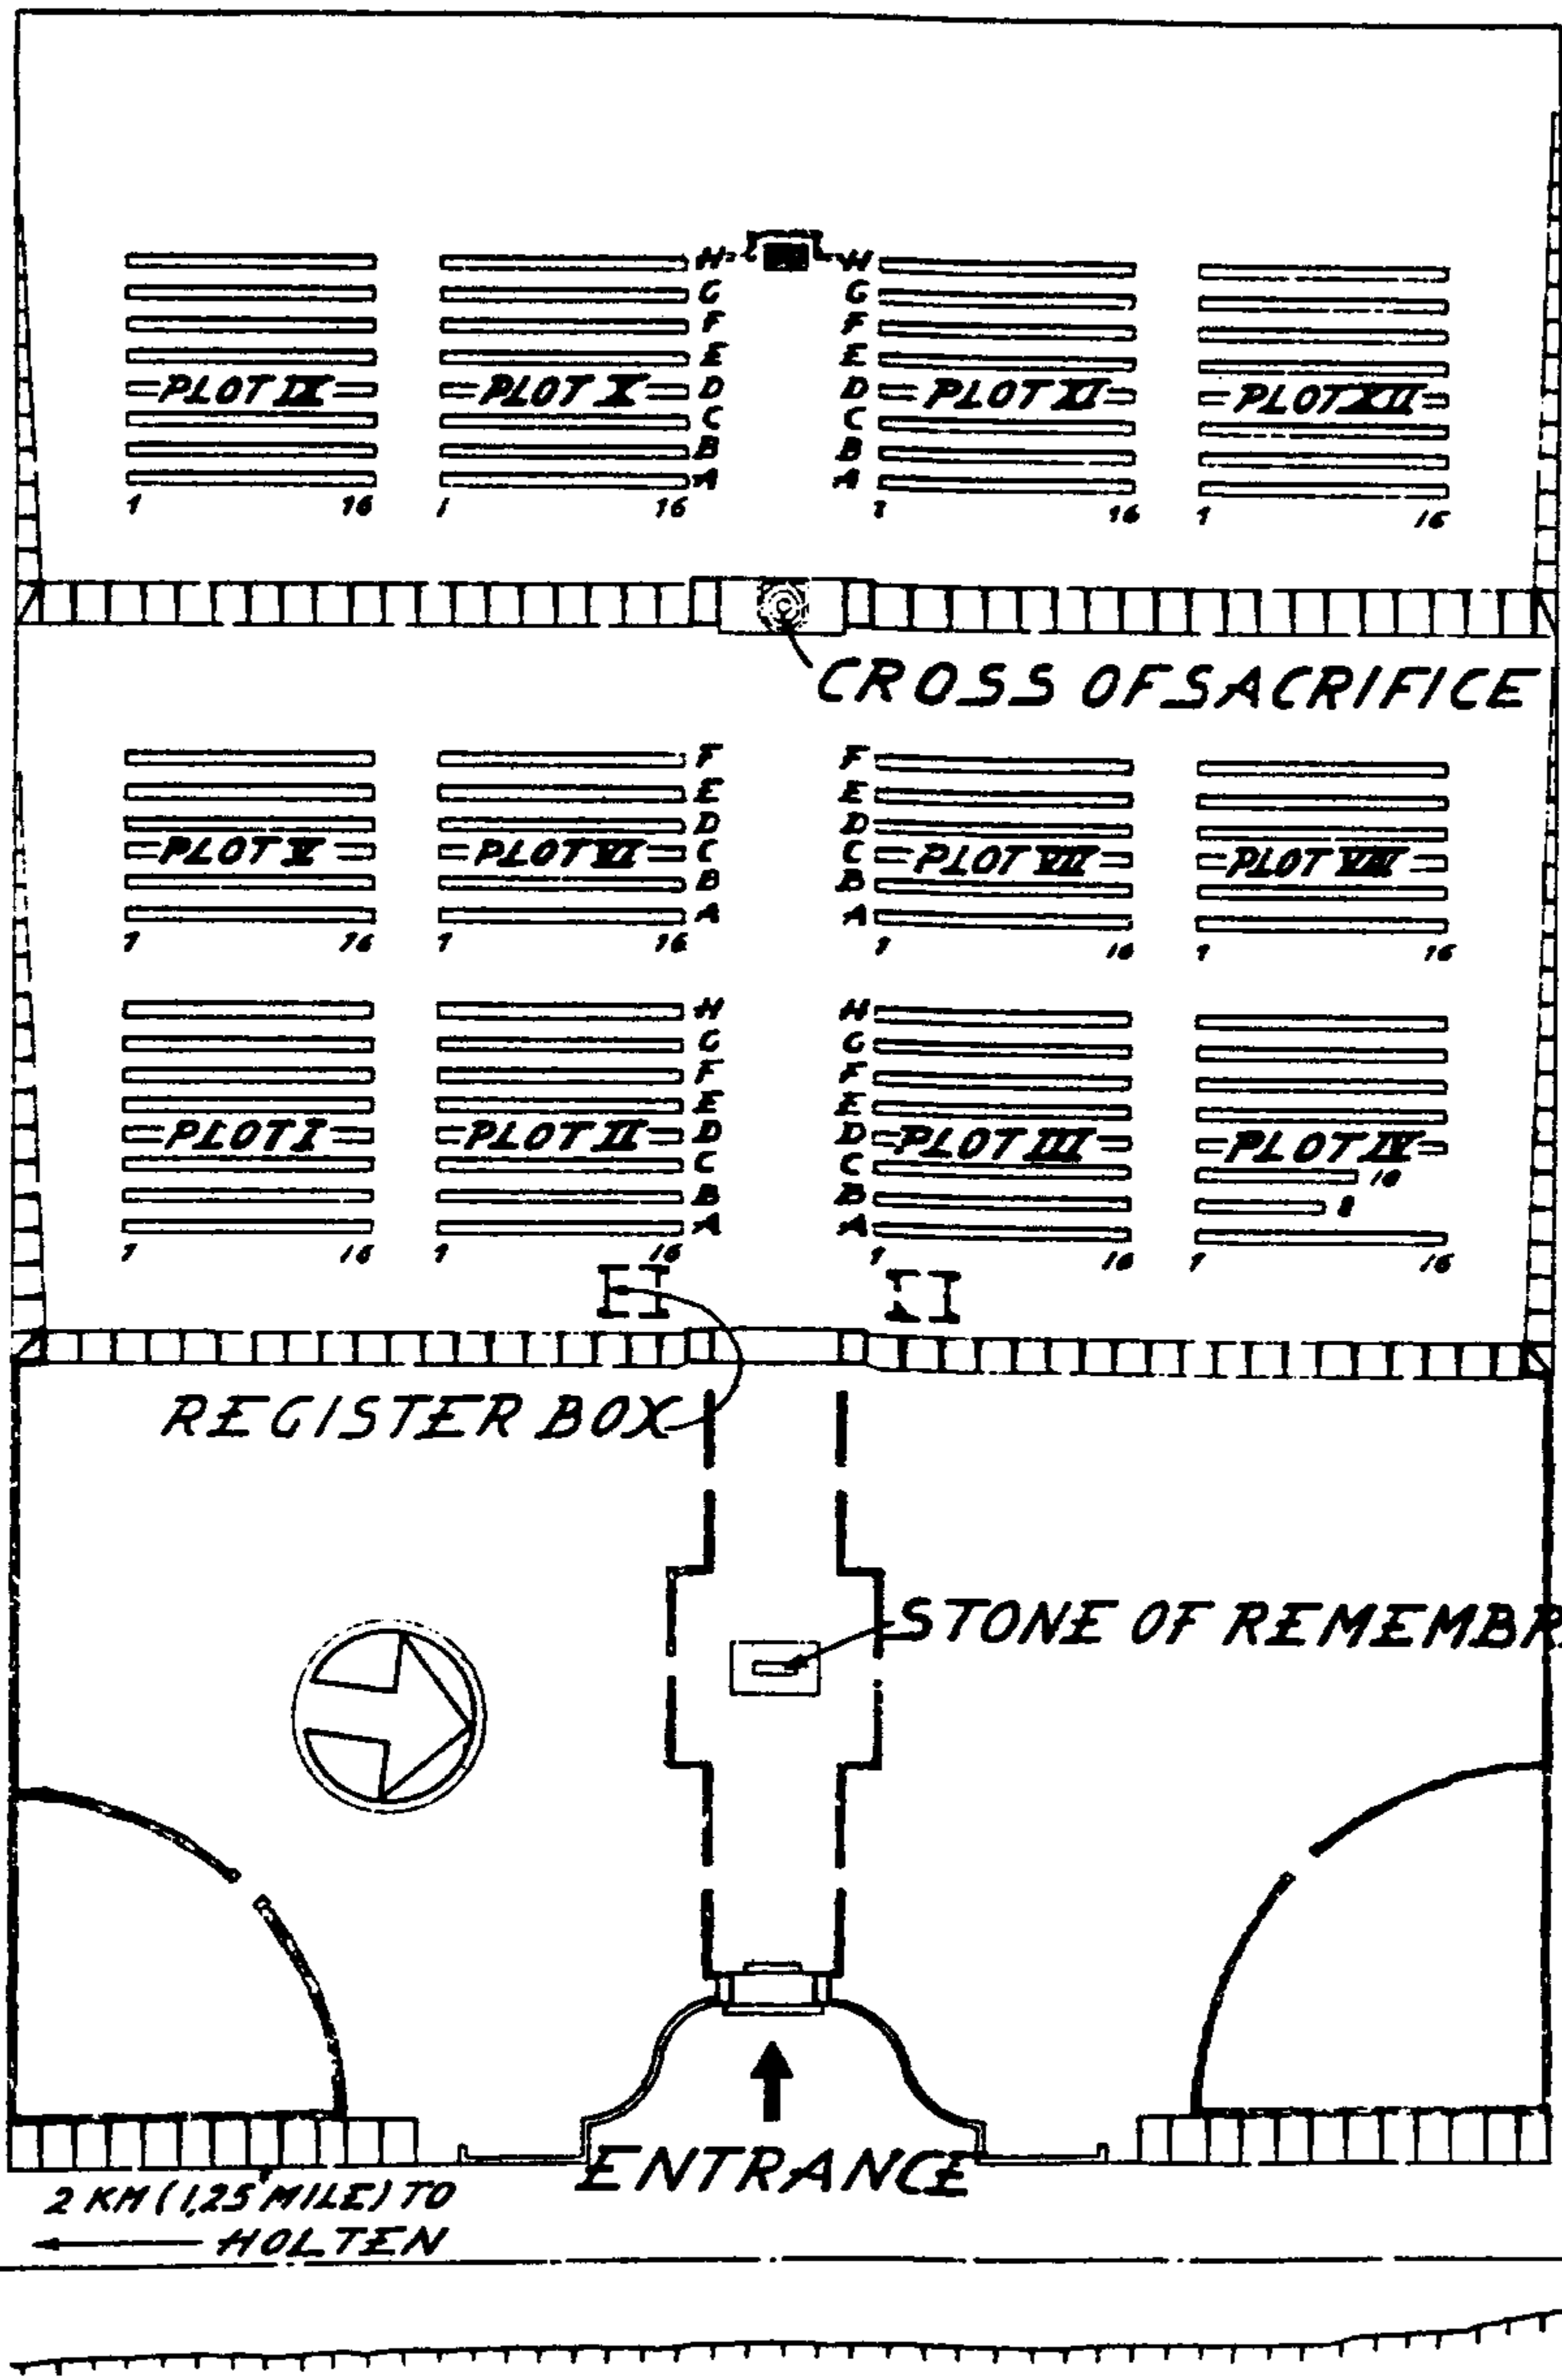 H H
G G
F F
E E
PLOT IX PLOT X D D PLOT XI PLOT XII
C C
B B
A A
1 16 1 16 1 16 1 16
CROSS OF SACRIFICE
F F
E E
D D
PLOT V PLOT VI C C PLOT VII PLOT VIII
B B
A A
1 16 1 16 1 16 1 16
H H
G G
F F
E E
PLOT I PLOT II D D PLOT III PLOT IV
C C 10
B B 8
A A
1 16 1 16 1 16 1 16
REGISTER BOX
STONE OF REMEMBR
ENTRANCE
2 KM (1,25 MILE) TO
HOLTEN